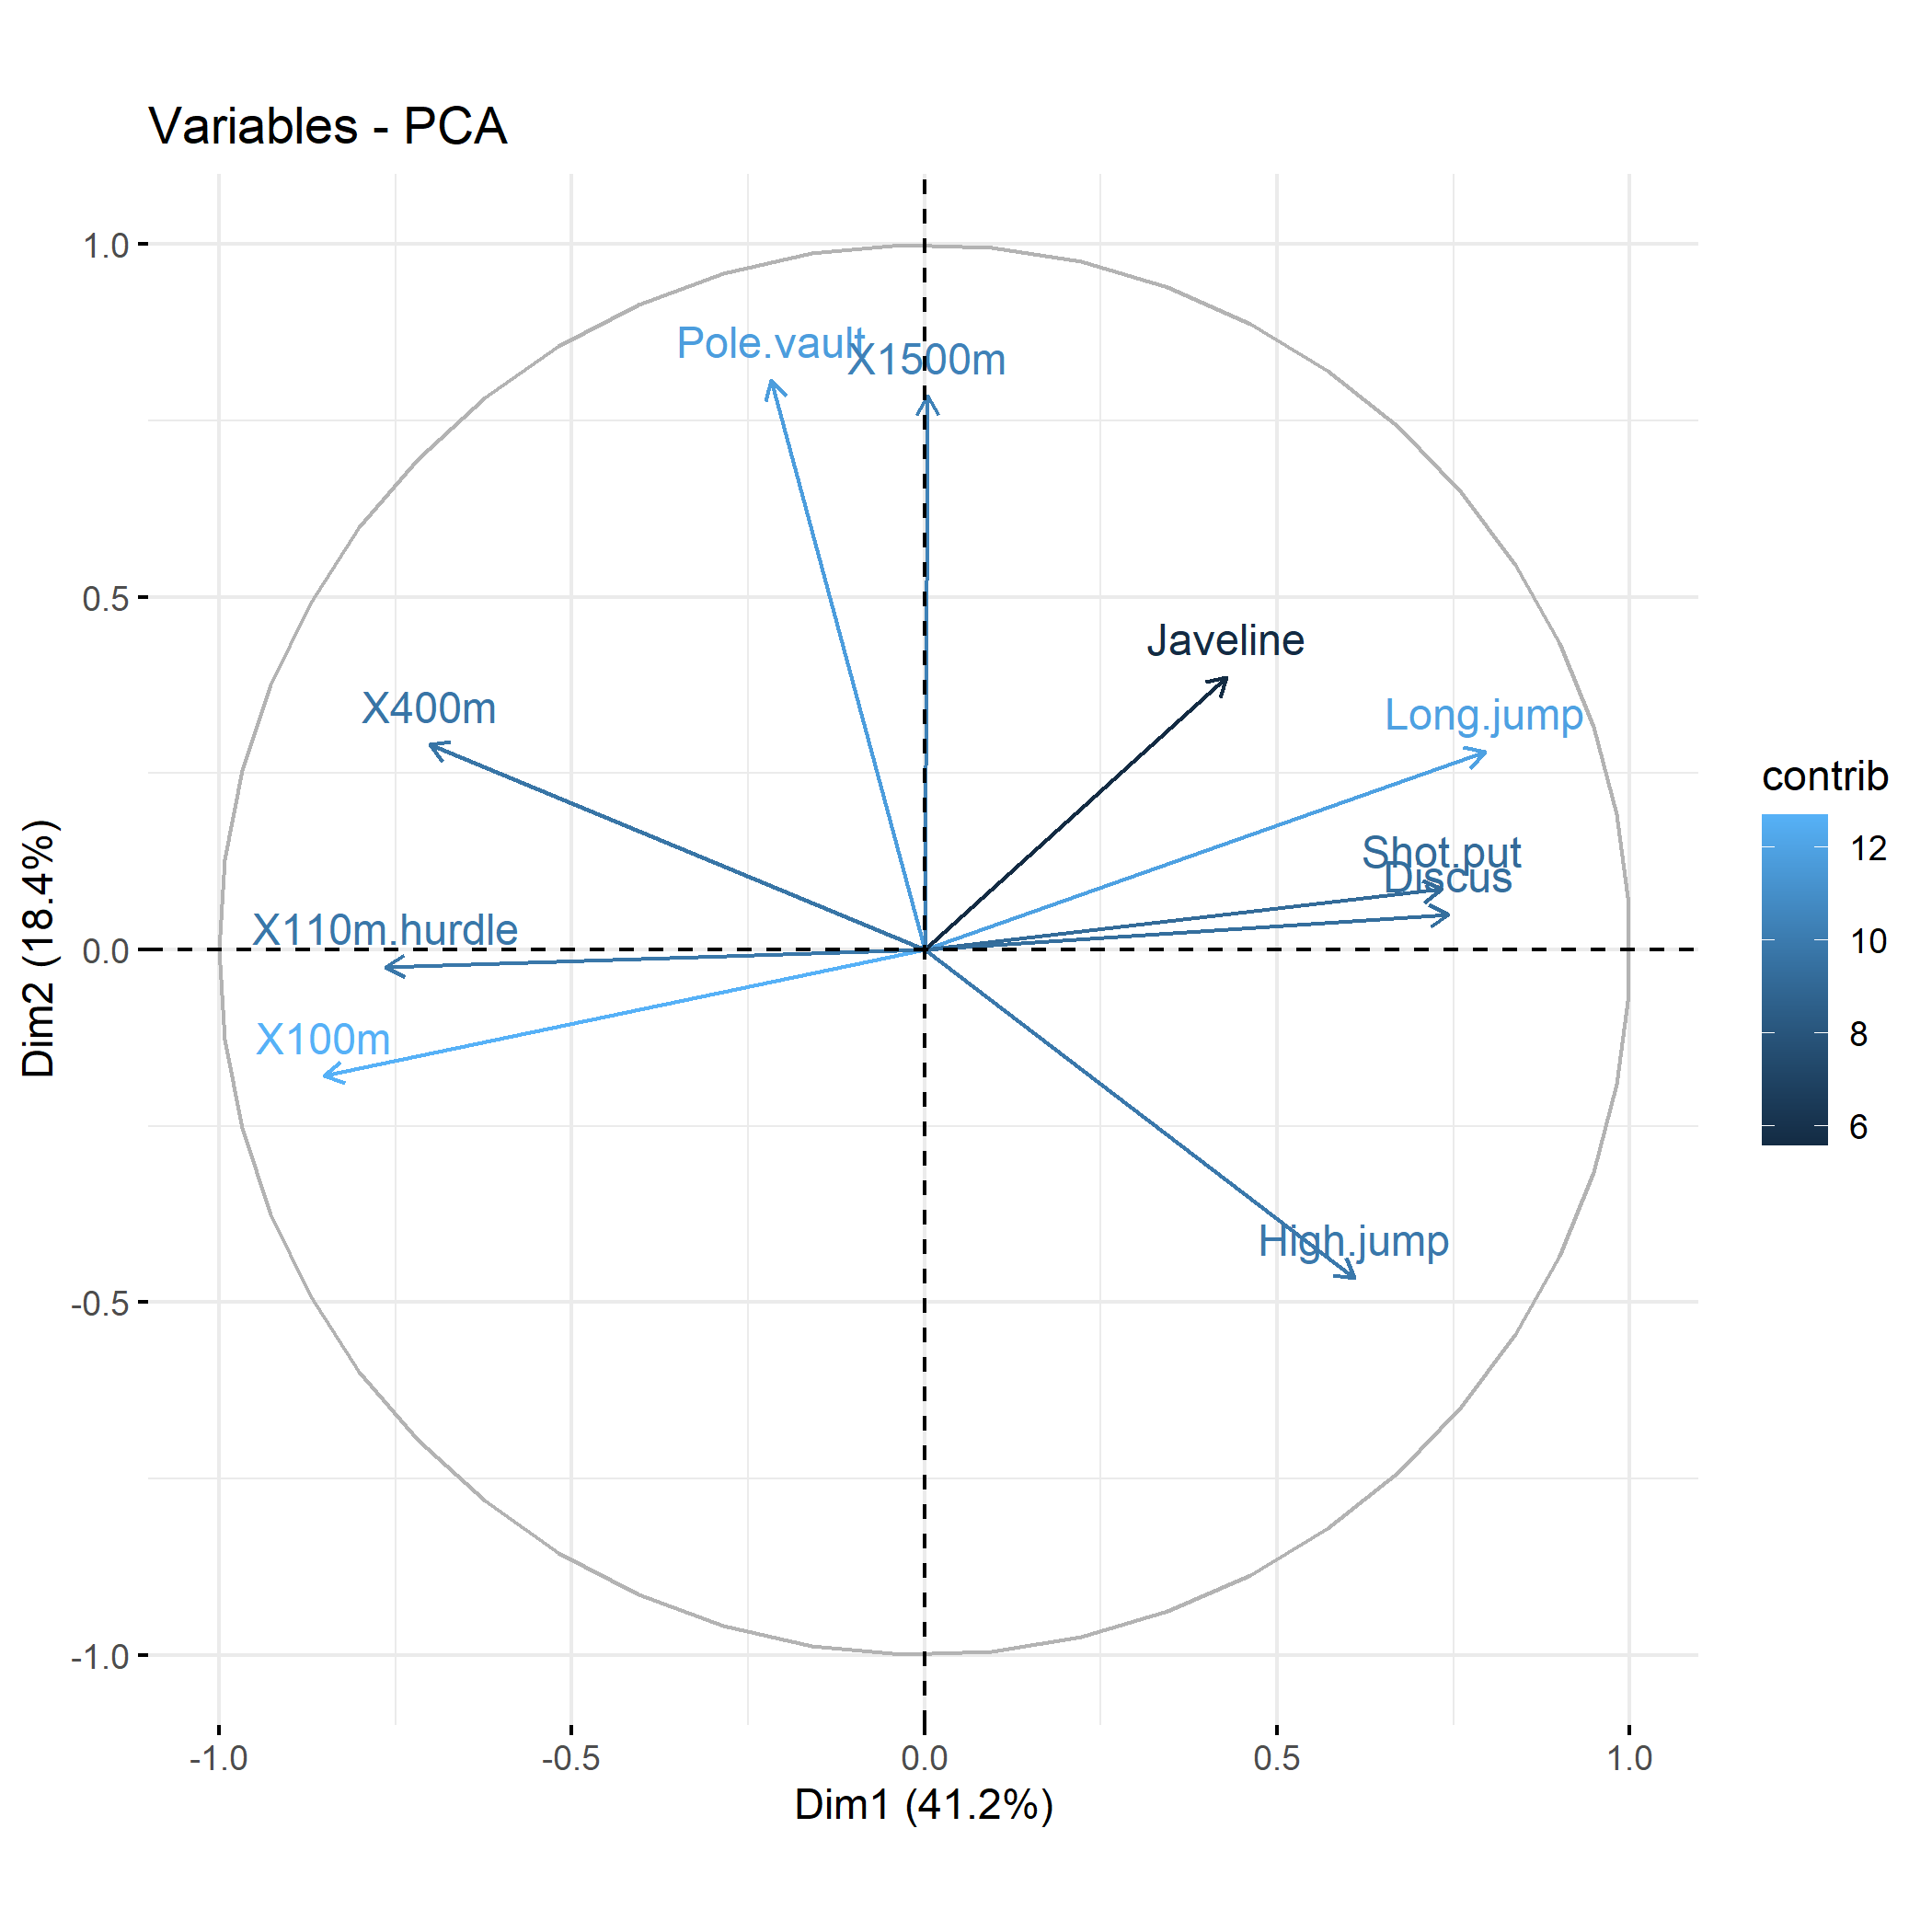 Variables - PCA
1.0
0.5
0.0
-0.5
-1.0
Dim2 (18.4%)
Pole.vault
X1500m
Javeline
X400m
Long.jump
Shot.put
Discus
X110m.hurdle
X100m
High.jump
-1.0
-0.5
0.0
0.5
1.0
Dim1 (41.2%)
contrib
12
10
8
6